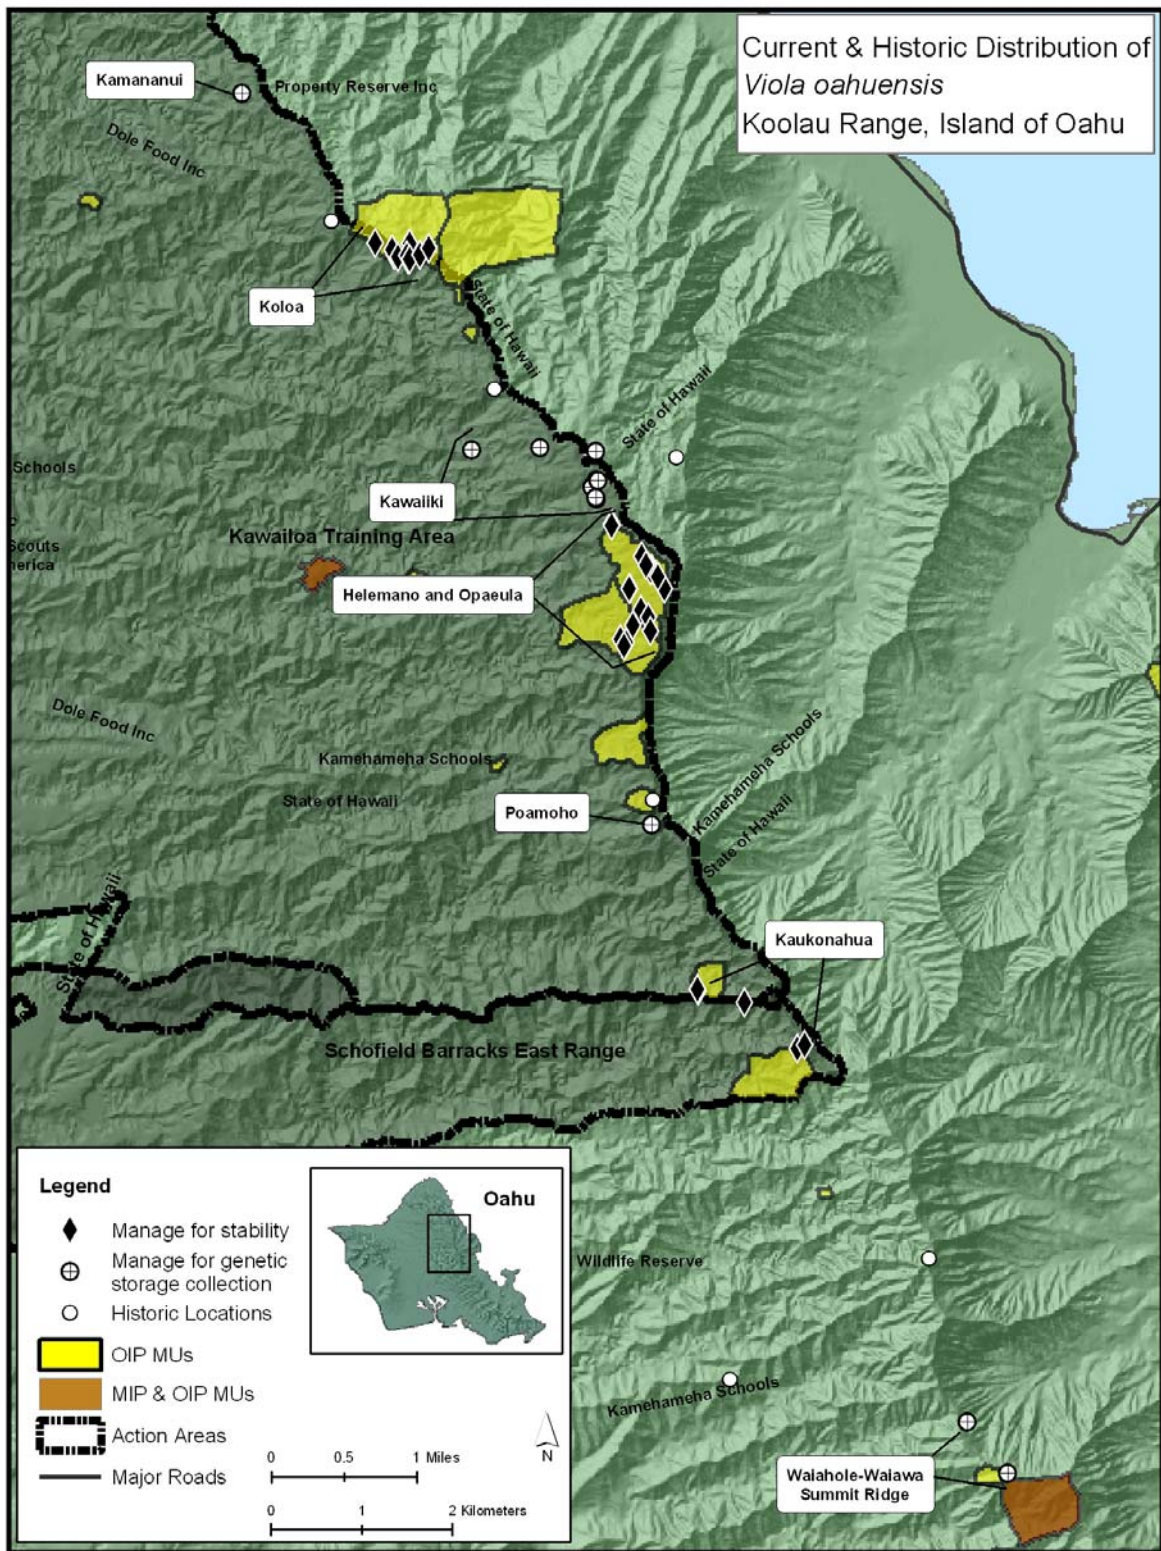 Current & Historic Distribution of
Viola oahuensis
Koolau Range, Island of Oahu
Kamananui
Property Reserve Inc
Dole Food Inc
Koloa
State of Hawaii
State of Hawaii
Schools
Kawaiiki
Kawailoa Training Area
Scouts
Helemano and Opaeula
Dole Food Inc
Kamehameha Schools
Kamehameha Schools
State of Hawaii
Poamoho
State of Hawaii
State of Hawaii
Kaukonahua
Schofield Barracks East Range
Legend
Manage for stability
Manage for genetic
storage collection
Historic Locations
OIP MUs
MIP & OIP MUs
Action Areas
Major Roads
Oahu
0 0.5 1 Miles
0 1 2 Kilometers
N
Wildlife Reserve
Kamehameha Schools
Waiahole-Waiawa
Summit Ridge